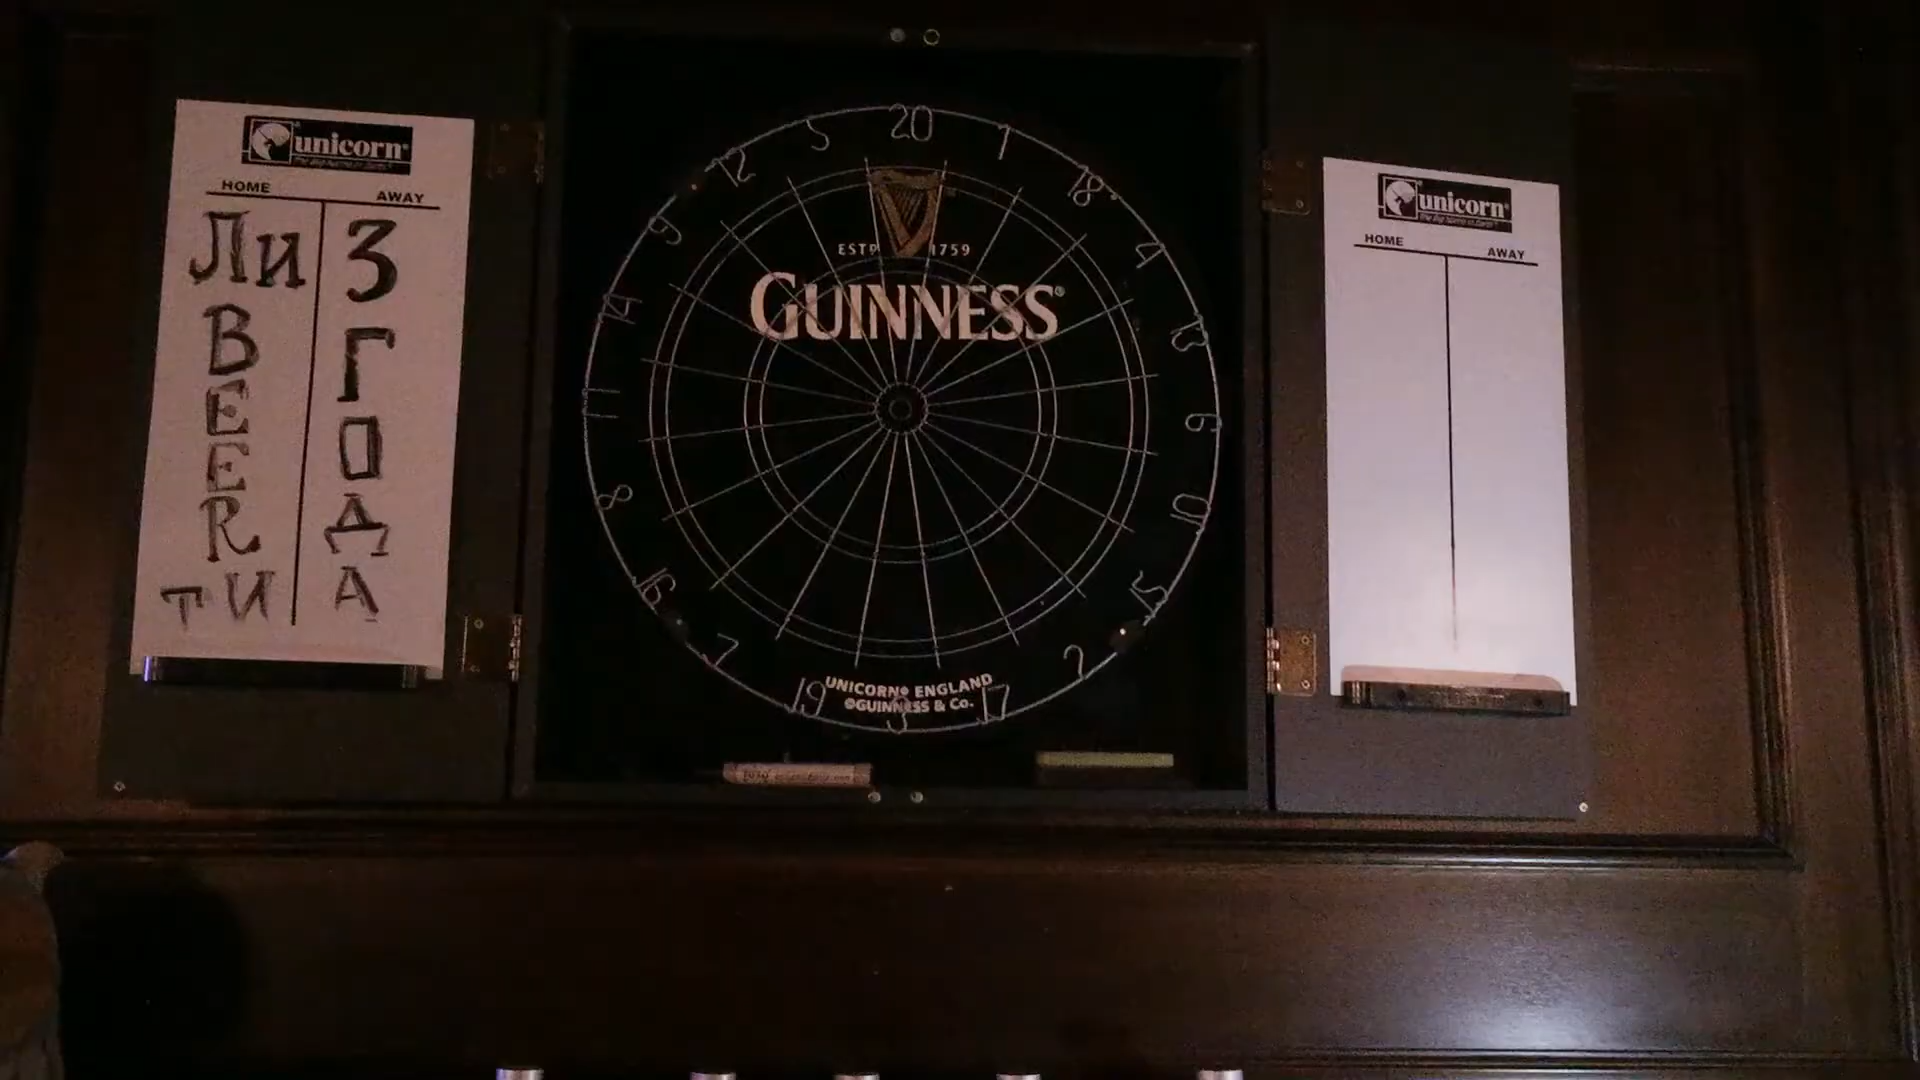 unicorn®
HOME
AWAY
Ли
В
Е
Е
R
ТИ
3
Г
О
Д
А
20
1
18
4
13
6
10
15
2
17
3
19
7
16
8
11
14
9
12
5
ESTD 1759
GUINNESS®
UNICORN® ENGLAND
©GUINNESS & Co.
unicorn®
HOME
AWAY